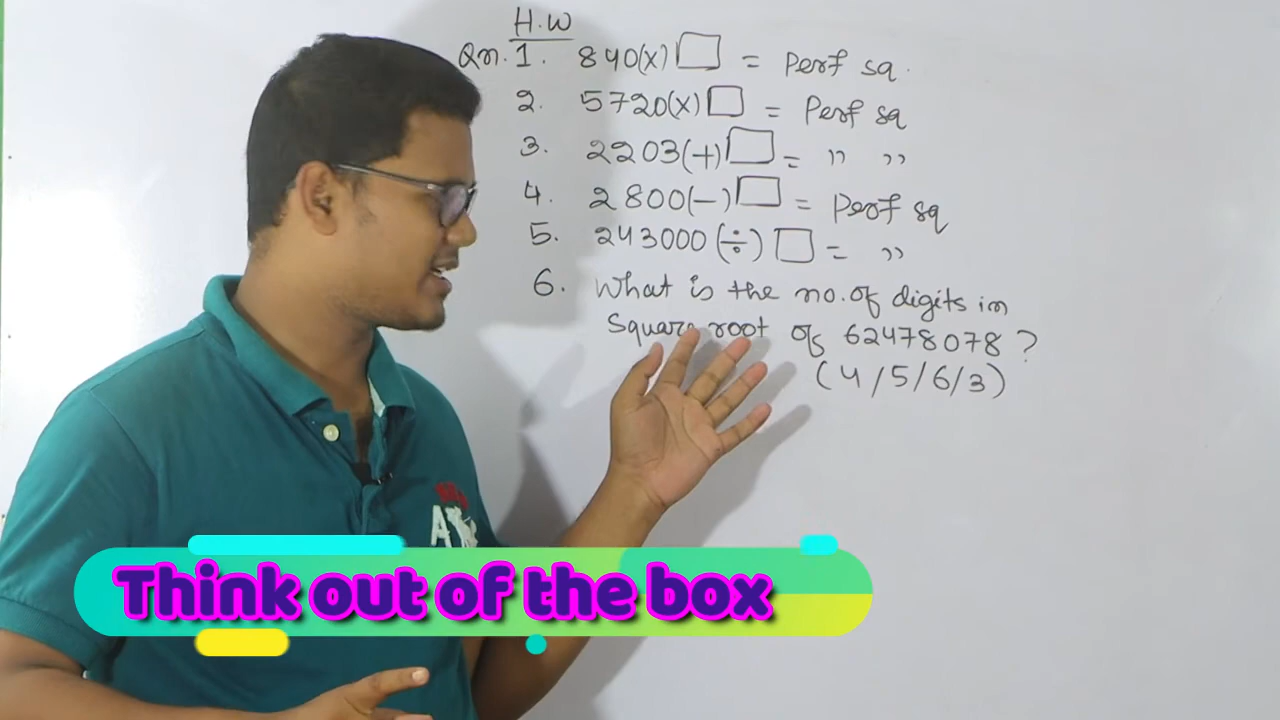 H.W
Qn. 1. 840(x) □ = Perf sq.
2. 5720(x) □ = Perf sq
3. 2203(+) □ = " "
4. 2800(-) □ = Perf sq
5. 243000 (÷) □ = "
6. What is the no. of digits in
Square root of 62478078 ?
(4/5/6/3)
A
Think out of the box